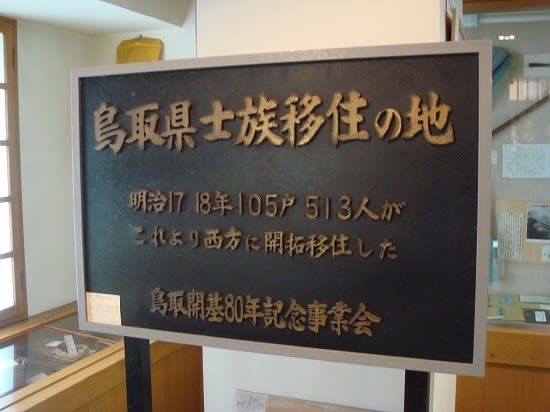 鳥取県士族移住の地
明治17 18年105戸 513人が
これより西方に開拓移住した
鳥取開基80年記念事業会